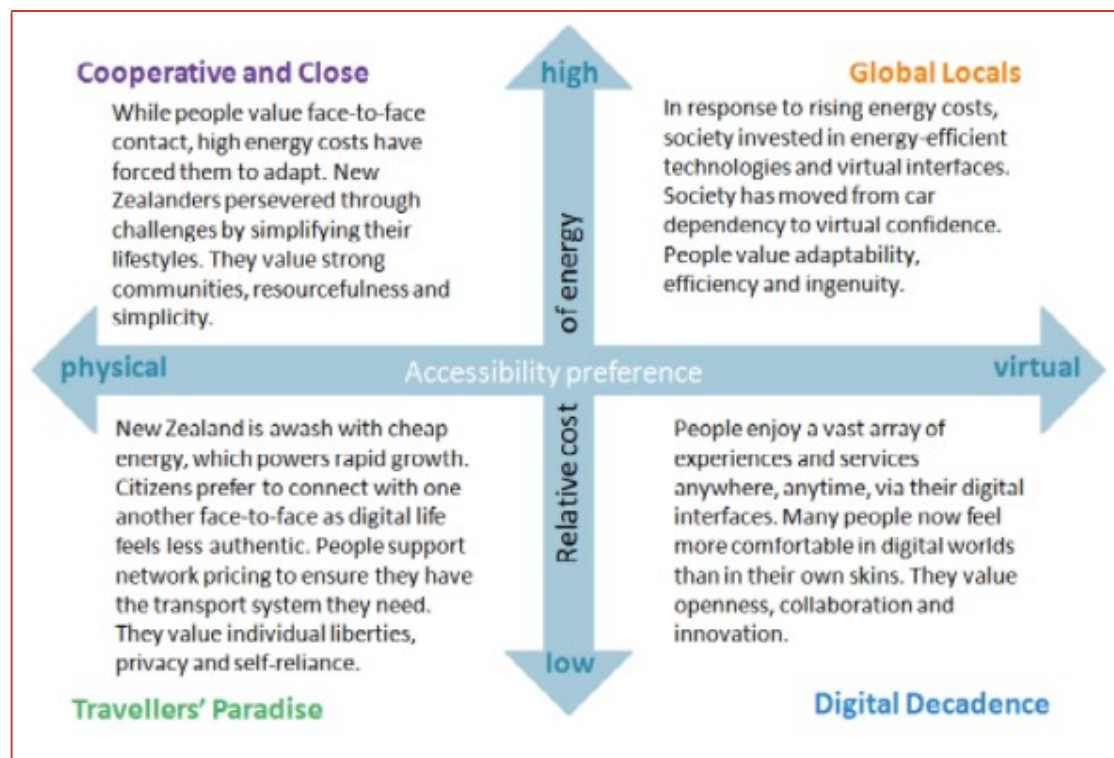 Cooperative and Close
While people value face-to-face
contact, high energy costs have
forced them to adapt. New
Zealanders persevered through
challenges by simplifying their
lifestyles. They value strong
communities, resourcefulness and
simplicity.
high
Global Locals
In response to rising energy costs,
society invested in energy-efficient
technologies and virtual interfaces.
Society has moved from car
dependency to virtual confidence.
People value adaptability,
efficiency and ingenuity.
physical
Accessibility preference
virtual
Relative cost of energy
New Zealand is awash with cheap
energy, which powers rapid growth.
Citizens prefer to connect with one
another face-to-face as digital life
feels less authentic. People support
network pricing to ensure they have
the transport system they need.
They value individual liberties,
privacy and self-reliance.
Travellers' Paradise
low
People enjoy a vast array of
experiences and services
anywhere, anytime, via their digital
interfaces. Many people now feel
more comfortable in digital worlds
than in their own skins. They value
openness, collaboration and
innovation.
Digital Decadence